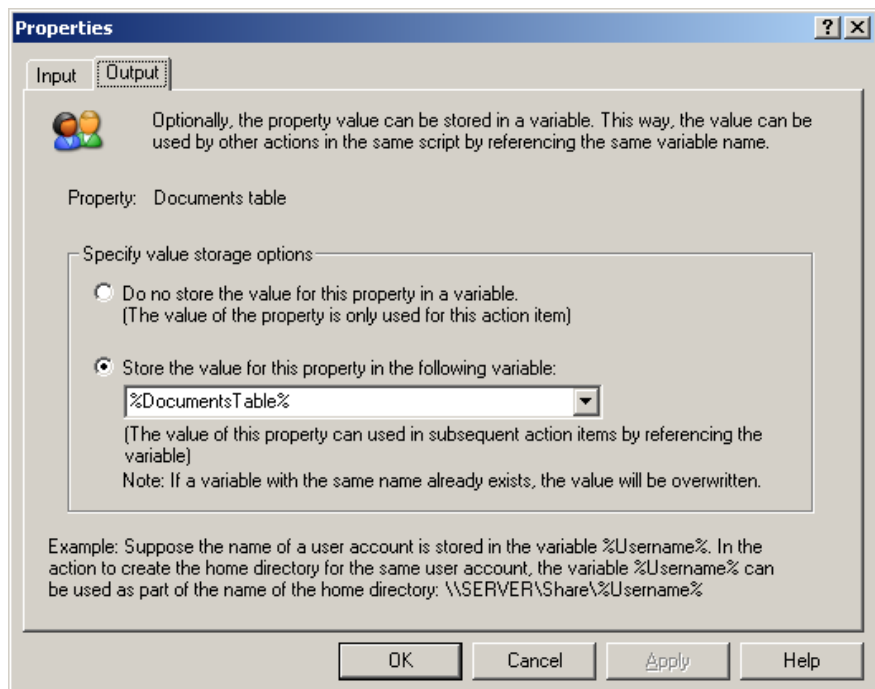 Properties
Input
Output
Optionally, the property value can be stored in a variable. This way, the value can be
used by other actions in the same script by referencing the same variable name.
Property: Documents table
Specify value storage options
Do no store the value for this property in a variable.
(The value of the property is only used for this action item)
Store the value for this property in the following variable:
%DocumentsTable%
(The value of this property can used in subsequent action items by referencing the
variable)
Note: If a variable with the same name already exists, the value will be overwritten.
Example: Suppose the name of a user account is stored in the variable %Username%. In the
action to create the home directory for the same user account, the variable %Username% can
be used as part of the name of the home directory: \\SERVER\Share\%Username%
OK
Cancel
Apply
Help